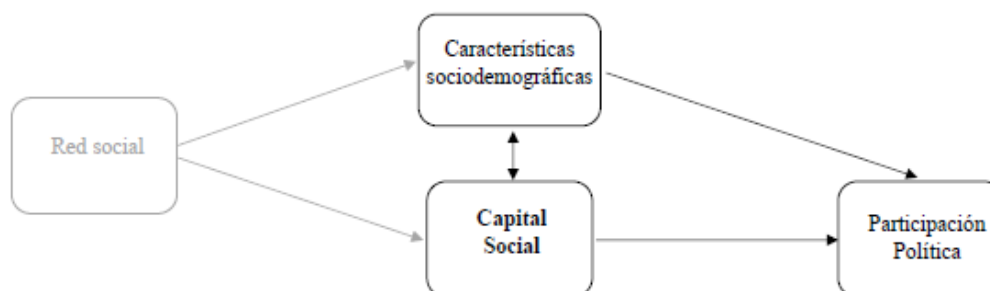 Características
sociodemográficas
Red social
Capital
Social
Participación
Política